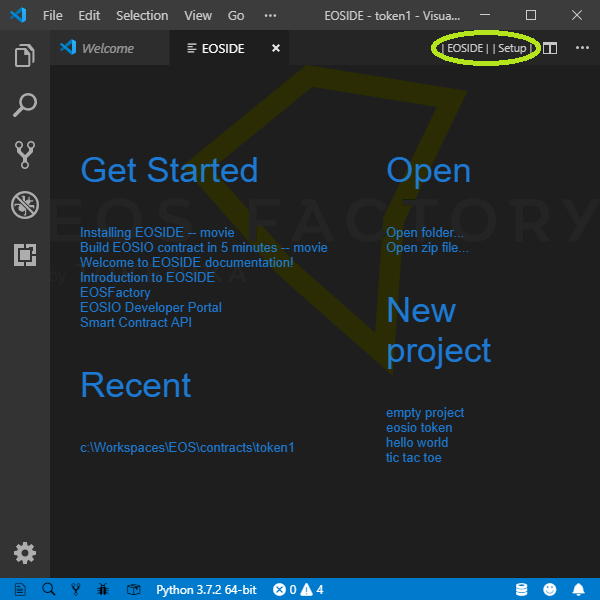 File Edit Selection View Go ··· EOSIDE - token1 - Visua...
Welcome EOSIDE | EOSIDE | | Setup |
Get Started
Installing EOSIDE -- movie
Build EOSIO contract in 5 minutes -- movie
Welcome to EOSIDE documentation!
Introduction to EOSIDE
EOSFactory
EOSIO Developer Portal
Smart Contract API
Recent
c:\Workspaces\EOS\contracts\token1
Open
Open folder...
Open zip file...
New
project
empty project
eosio token
hello world
tic tac toe
EOS FACTORY
by
Python 3.7.2 64-bit 0 4